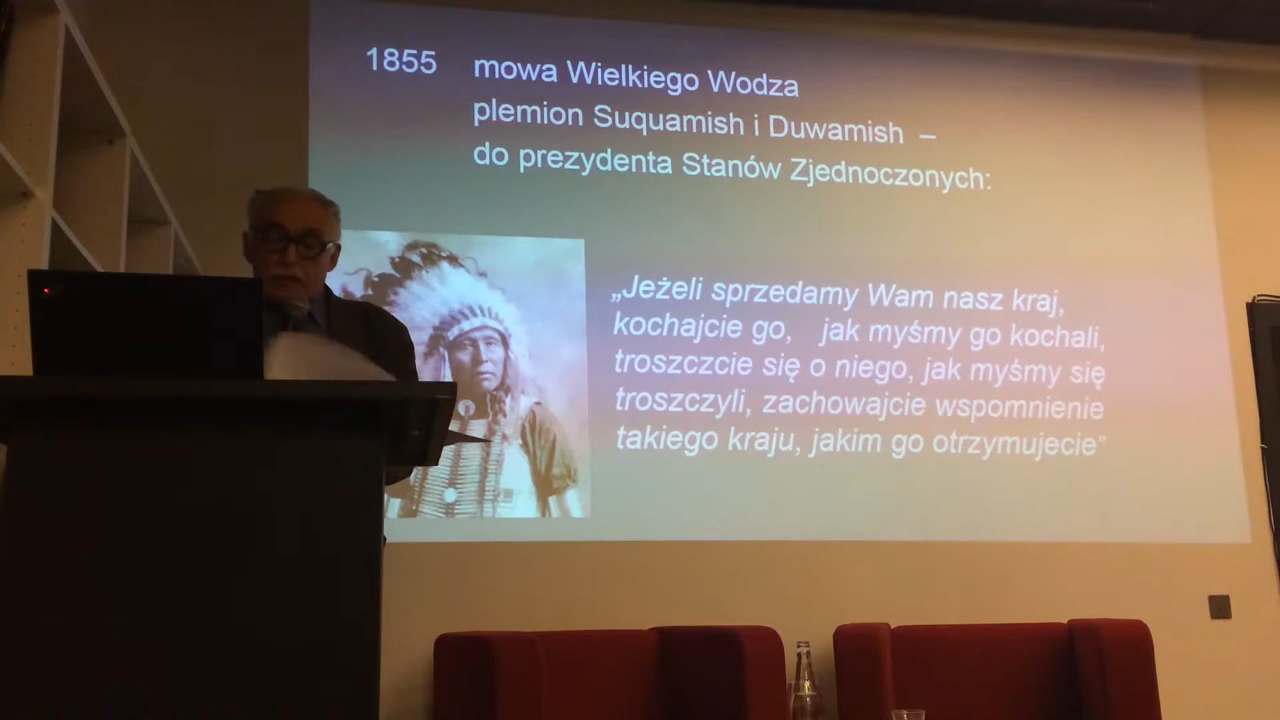 1855 mowa Wielkiego Wodza
plemion Suquamish i Duwamish –
do prezydenta Stanów Zjednoczonych:
„Jeżeli sprzedamy Wam nasz kraj,
kochajcie go, jak myśmy go kochali,
troszczcie się o niego, jak myśmy się
troszczyli, zachowajcie wspomnienie
takiego kraju, jakim go otrzymujecie”